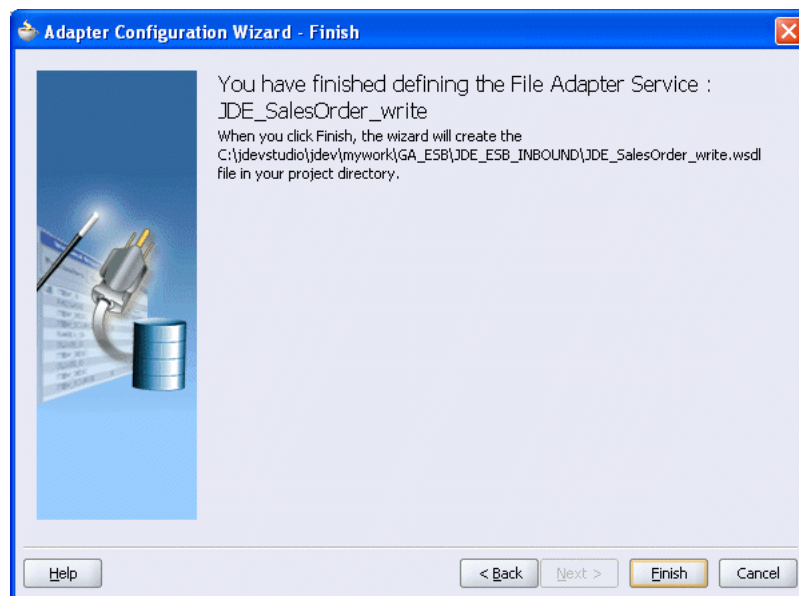 Adapter Configuration Wizard - Finish
You have finished defining the File Adapter Service :
JDE_SalesOrder_write
When you click Finish, the wizard will create the
C:\jdevstudio\jdev\mywork\GA_ESB\JDE_ESB_INBOUND\JDE_SalesOrder_write.wsdl
file in your project directory.
Help
< Back
Next >
Finish
Cancel